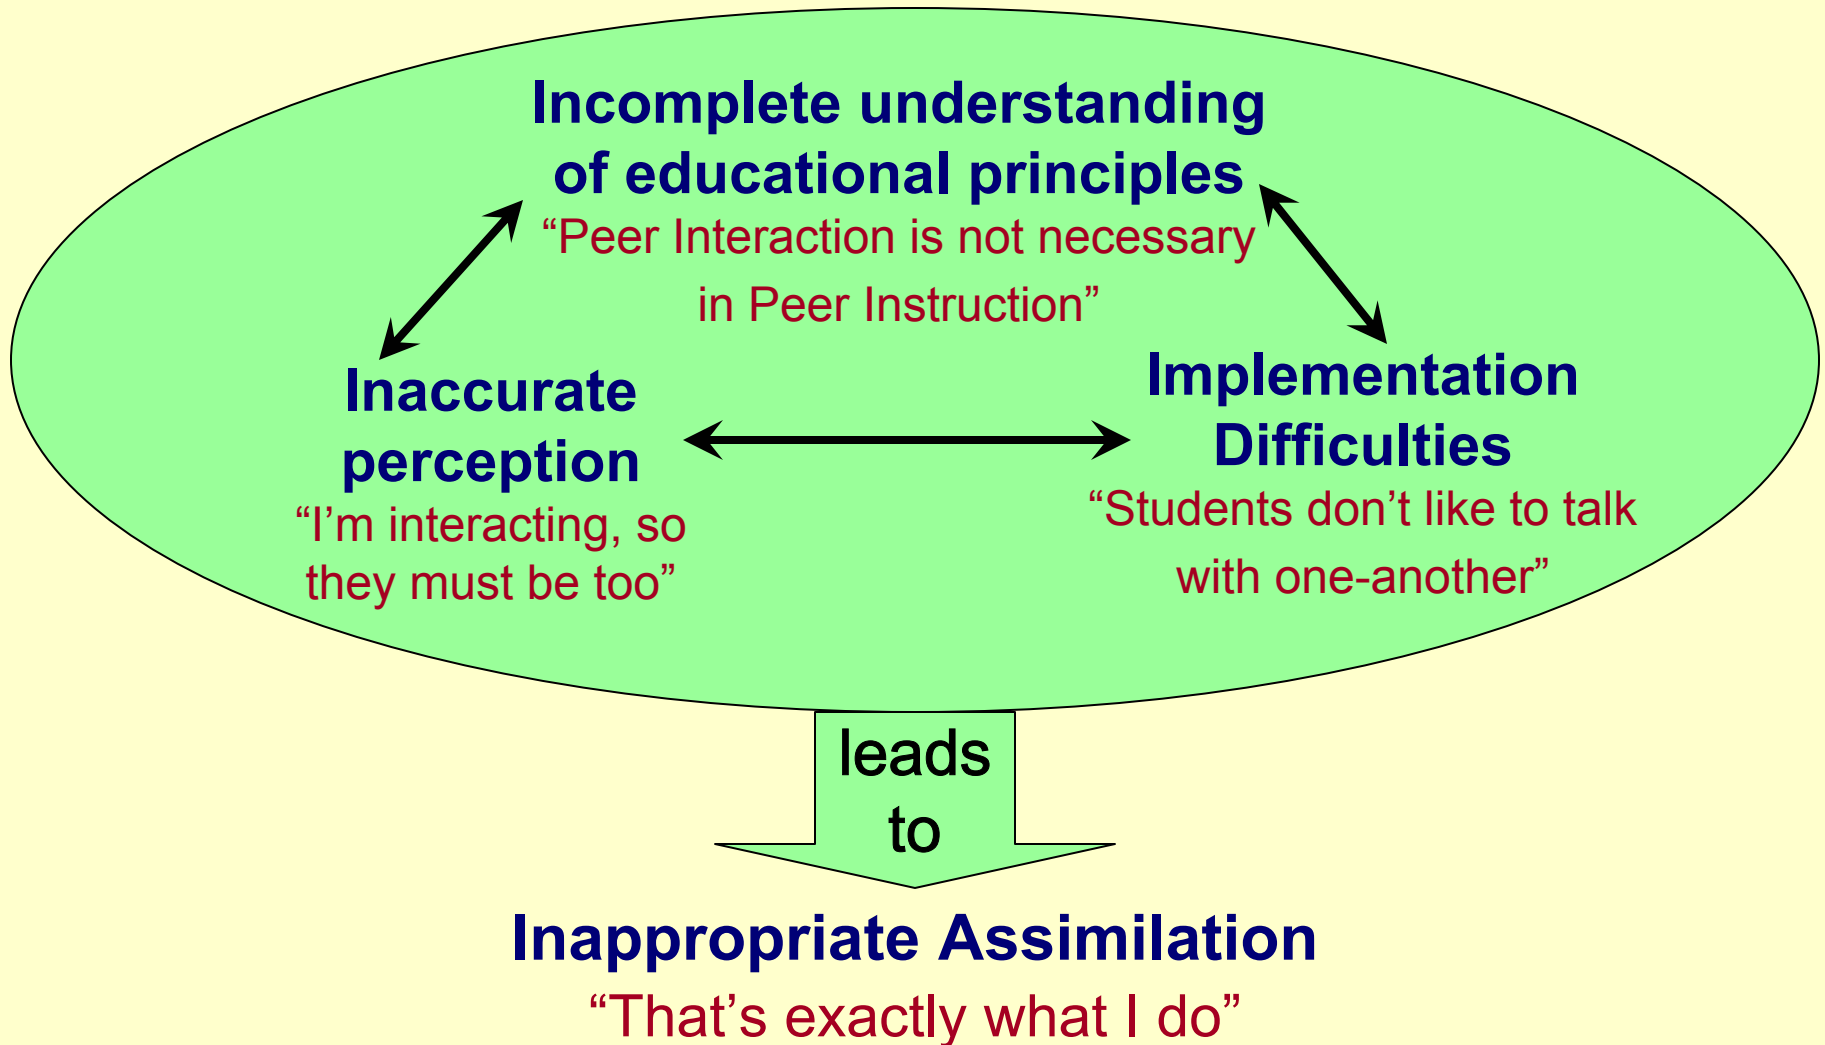 Incomplete understanding
of educational principles
“Peer Interaction is not necessary
in Peer Instruction”
Inaccurate
perception
“I’m interacting, so
they must be too”
Implementation
Difficulties
“Students don’t like to talk
with one-another”
leads
to
Inappropriate Assimilation
“That’s exactly what I do”